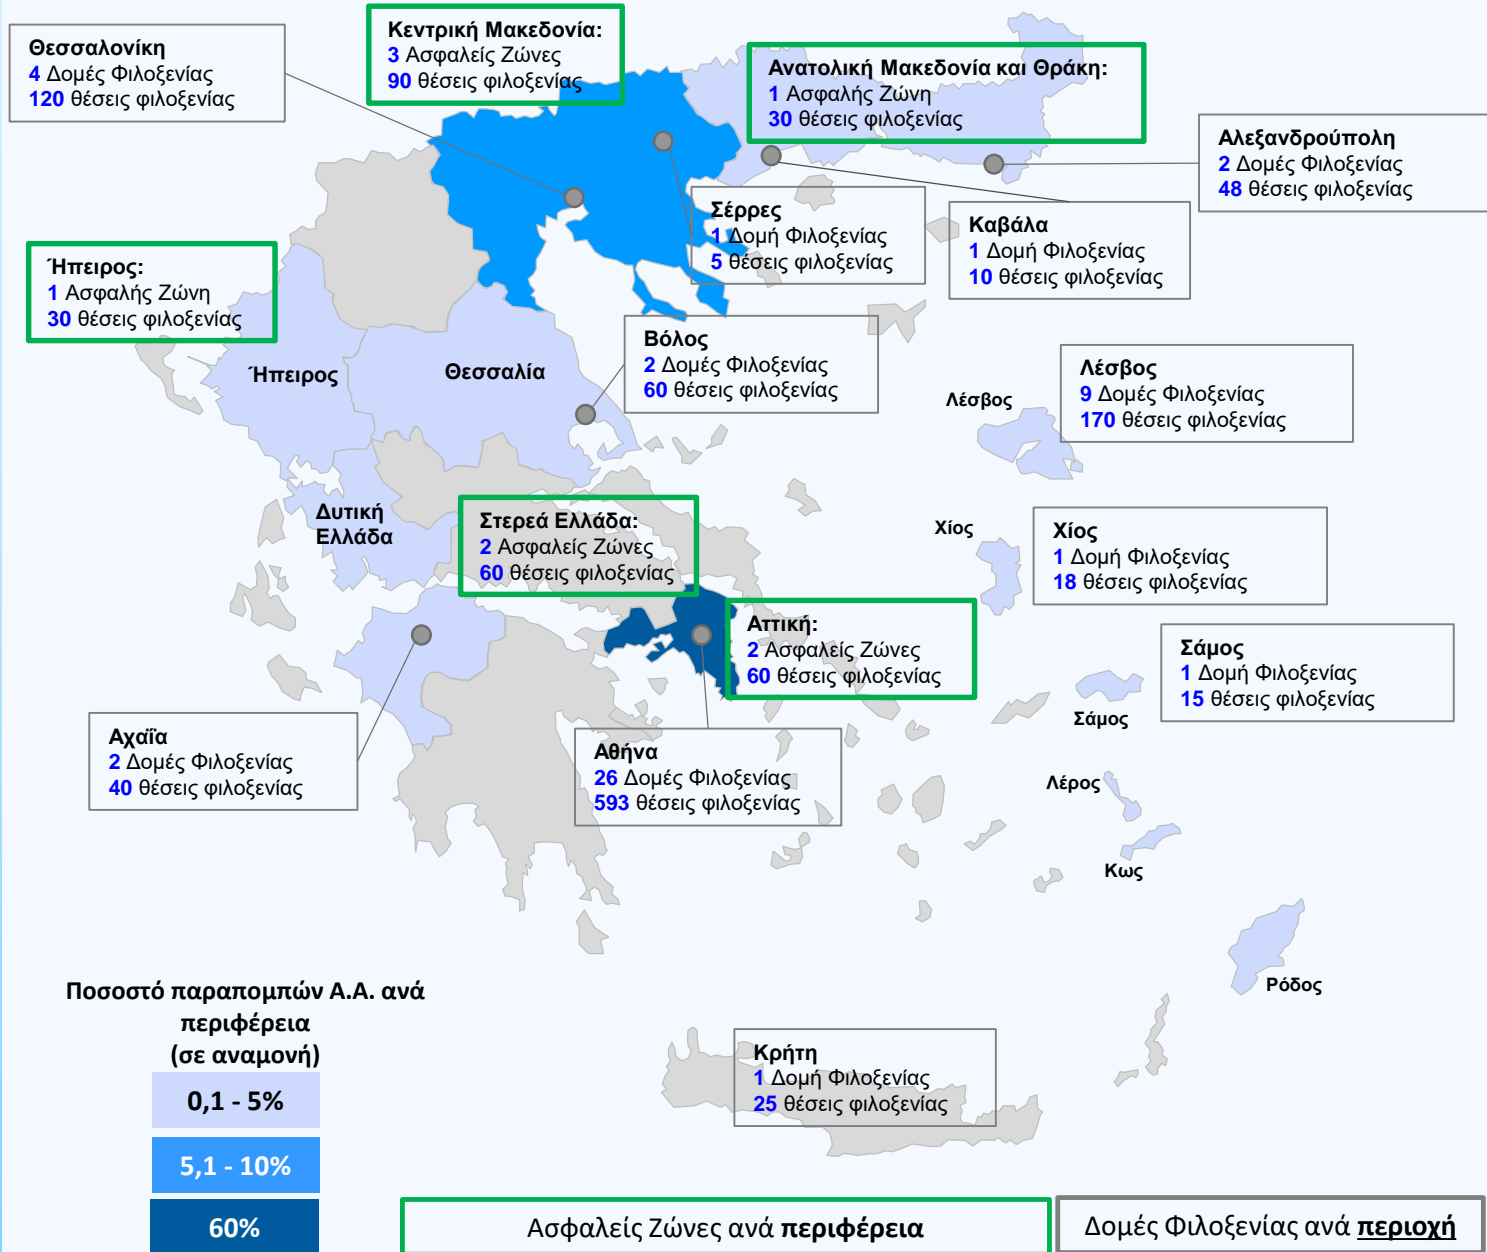 Θεσσαλονίκη
4 Δομές Φιλοξενίας
120 θέσεις φιλοξενίας
Κεντρική Μακεδονία:
3 Ασφαλείς Ζώνες
90 θέσεις φιλοξενίας
Ανατολική Μακεδονία και Θράκη:
1 Ασφαλής Ζώνη
30 θέσεις φιλοξενίας
Αλεξανδρούπολη
2 Δομές Φιλοξενίας
48 θέσεις φιλοξενίας
Σέρρες
1 Δομή Φιλοξενίας
5 θέσεις φιλοξενίας
Καβάλα
1 Δομή Φιλοξενίας
10 θέσεις φιλοξενίας
Ήπειρος:
1 Ασφαλής Ζώνη
30 θέσεις φιλοξενίας
Ήπειρος
Θεσσαλία
Βόλος
2 Δομές Φιλοξενίας
60 θέσεις φιλοξενίας
Λέσβος
Λέσβος
9 Δομές Φιλοξενίας
170 θέσεις φιλοξενίας
Δυτική
Ελλάδα
Στερεά Ελλάδα:
2 Ασφαλείς Ζώνες
60 θέσεις φιλοξενίας
Χίος
Χίος
1 Δομή Φιλοξενίας
18 θέσεις φιλοξενίας
Αττική:
2 Ασφαλείς Ζώνες
60 θέσεις φιλοξενίας
Σάμος
1 Δομή Φιλοξενίας
15 θέσεις φιλοξενίας
Σάμος
Αχαΐα
2 Δομές Φιλοξενίας
40 θέσεις φιλοξενίας
Αθήνα
26 Δομές Φιλοξενίας
593 θέσεις φιλοξενίας
Λέρος
Κως
Ρόδος
Ποσοστό παραπομπών Α.Α. ανά
περιφέρεια
(σε αναμονή)
0,1 - 5%
5,1 - 10%
60%
Κρήτη
1 Δομή Φιλοξενίας
25 θέσεις φιλοξενίας
Ασφαλείς Ζώνες ανά περιφέρεια
Δομές Φιλοξενίας ανά περιοχή